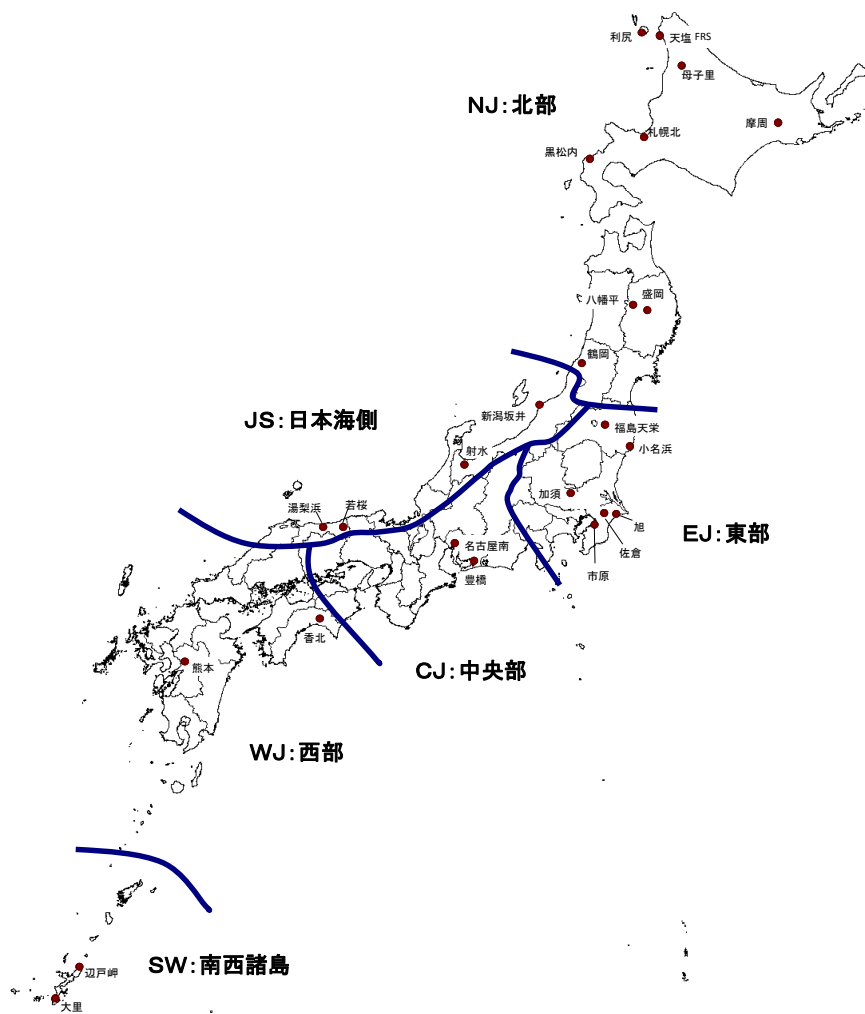 利尻
天塩 FRS
母子里
NJ：北部
札幌北
摩周
黒松内
八幡平
盛岡
鶴岡
JS：日本海側
新潟坂井
福島天栄
小名浜
射水
加須
湯梨浜
若桜
旭
EJ：東部
佐倉
名古屋南
市原
豊橋
香北
熊本
CJ：中央部
WJ：西部
SW：南西諸島
辺戸岬
大里